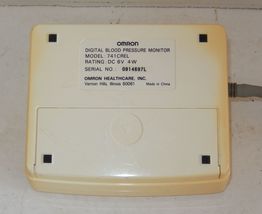 OMRON
DIGITAL BLOOD PRESSURE MONITOR
MODEL: 741CREL
RATING: DC 6V 4W
SERIAL NO. 0914697L
OMRON HEALTHCARE, INC.
Vernon Hills, Illinois 60061
Made in China